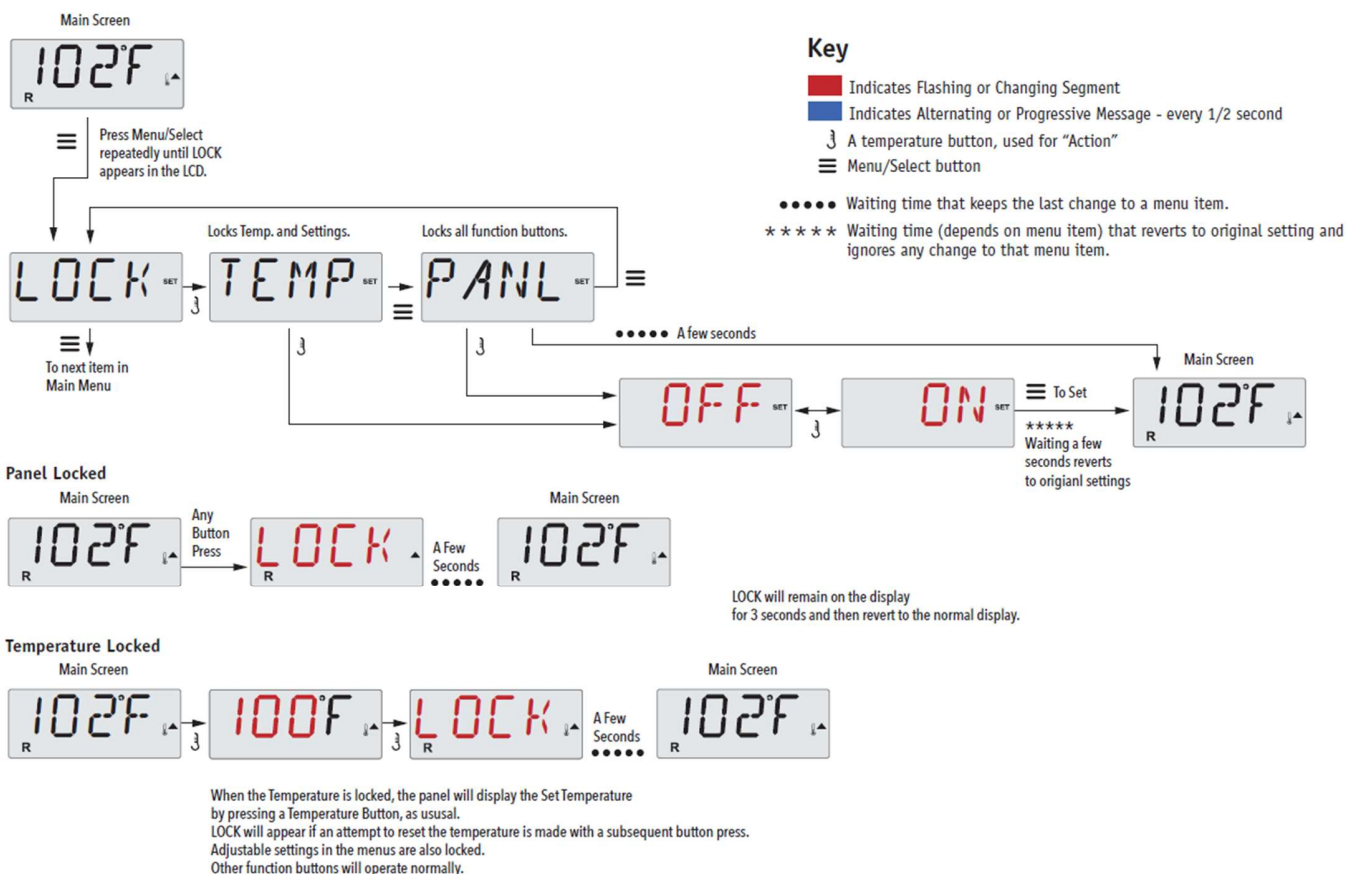 Main Screen
102°F
R
Press Menu/Select
repeatedly until LOCK
appears in the LCD.
Key
Indicates Flashing or Changing Segment
Indicates Alternating or Progressive Message - every 1/2 second
A temperature button, used for “Action”
Menu/Select button
••••• Waiting time that keeps the last change to a menu item.
***** Waiting time (depends on menu item) that reverts to original setting and
ignores any change to that menu item.
Locks Temp. and Settings.
Locks all function buttons.
LOCK SET
TEMP SET
PANL SET
To next item in
Main Menu
••••• A few seconds
OFF SET
ON SET
To Set
*****
Waiting a few
seconds reverts
to origianl settings
Main Screen
102°F
R
Panel Locked
Main Screen
102°F
R
Any
Button
Press
LOCK
R
A Few
Seconds
•••••
Main Screen
102°F
R
LOCK will remain on the display
for 3 seconds and then revert to the normal display.
Temperature Locked
Main Screen
102°F
R
100°F
LOCK
R
A Few
Seconds
•••••
Main Screen
102°F
R
When the Temperature is locked, the panel will display the Set Temperature
by pressing a Temperature Button, as ususal.
LOCK will appear if an attempt to reset the temperature is made with a subsequent button press.
Adjustable settings in the menus are also locked.
Other function buttons will operate normally.